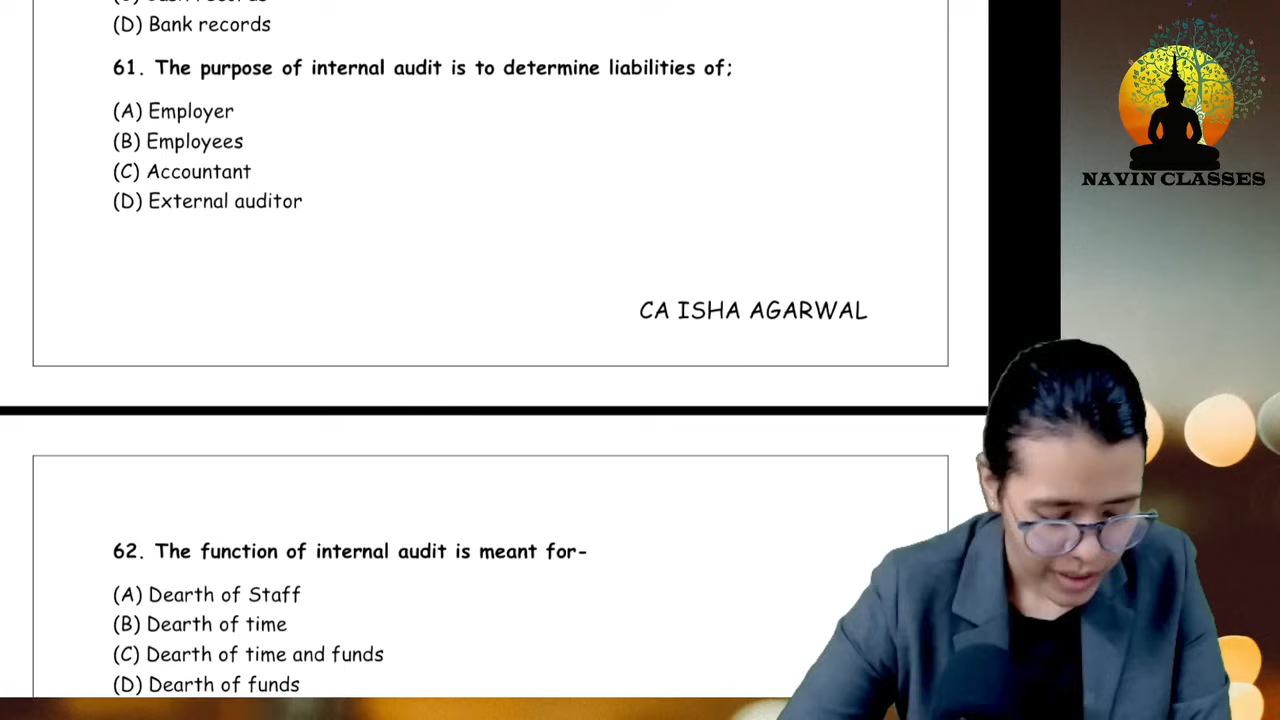 (D) Bank records
61. The purpose of internal audit is to determine liabilities of;
(A) Employer
(B) Employees
(C) Accountant
(D) External auditor
CA ISHA AGARWAL
62. The function of internal audit is meant for-
(A) Dearth of Staff
(B) Dearth of time
(C) Dearth of time and funds
(D) Dearth of funds
NAVIN CLASSES